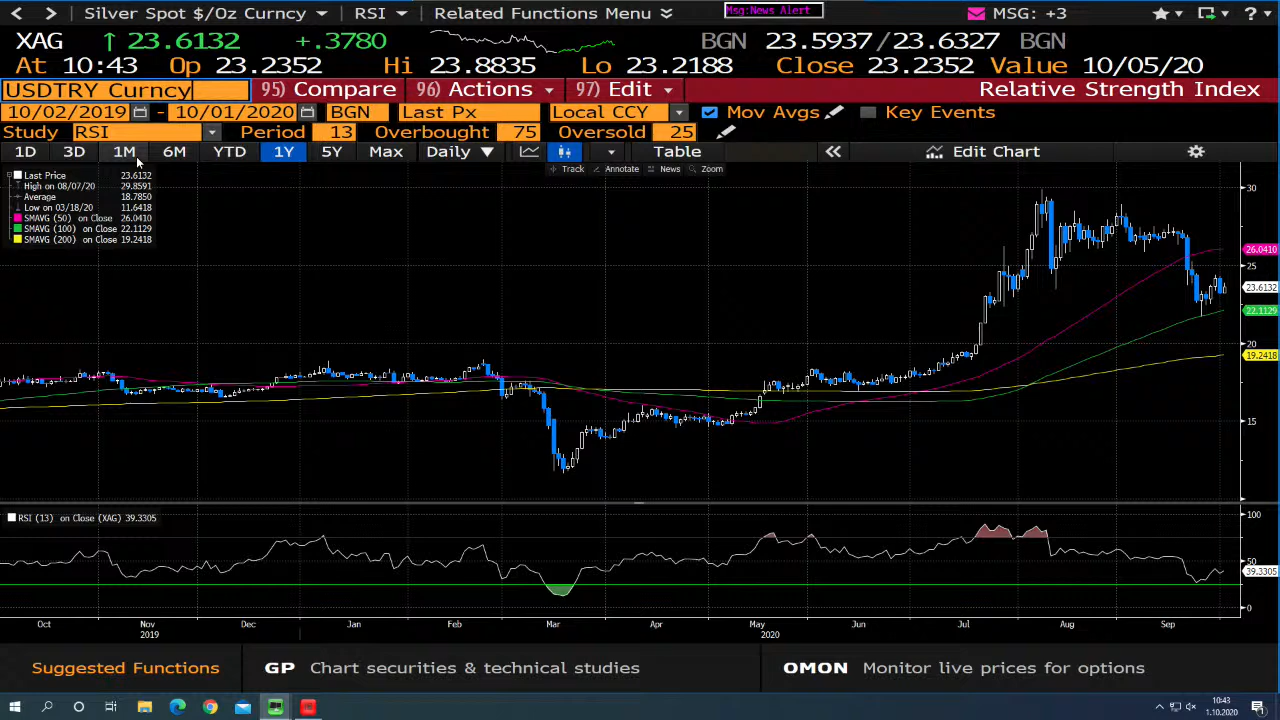 Silver Spot $/Oz Curncy RSI Related Functions Menu Msg:News Alert MSG: +3
XAG ↑ 23.6132 +.3780 BGN 23.5937/23.6327 BGN
At 10:43 Op 23.2352 Hi 23.8835 Lo 23.2188 Close 23.2352 Value 10/05/20
USDTRY Curncy 95) Compare 96) Actions 97) Edit Relative Strength Index
10/02/2019 - 10/01/2020 BGN Last Px Local CCY Mov Avgs Key Events
Study RSI Period 13 Overbought 75 Oversold 25
1D 3D 1M 6M YTD 1Y 5Y Max Daily ▼ Table « Edit Chart
Track Annotate News Zoom
Last Price 23.6132
High on 08/07/20 29.8591
Average 18.7850
Low on 03/18/20 11.6418
SMAVG (50) on Close 26.0410
SMAVG (100) on Close 22.1129
SMAVG (200) on Close 19.2418
30
26.0410
25
23.6132
22.1129
20
19.2418
15
RSI (13) on Close (XAG) 39.3305
100
50
39.3305
0
Oct Nov Dec Jan Feb Mar Apr May Jun Jul Aug Sep
2019 2020
Suggested Functions GP Chart securities & technical studies OMON Monitor live prices for options
10:43
1.10.2020